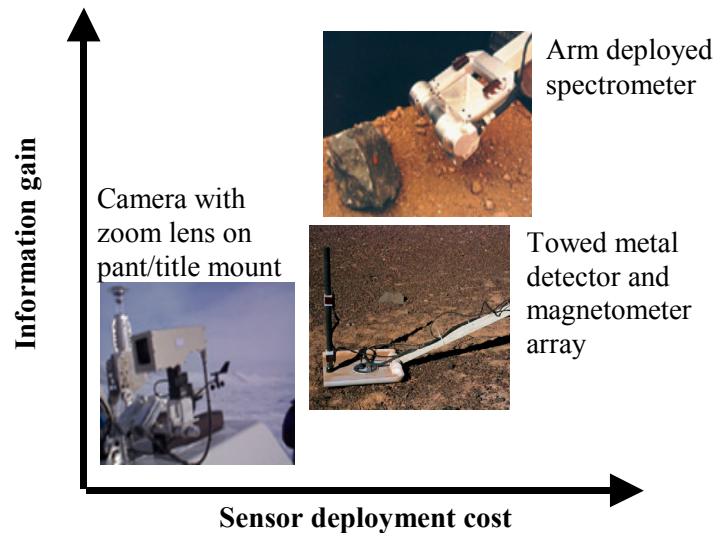 Arm deployed
spectrometer
Camera with
zoom lens on
pant/title mount
Towed metal
detector and
magnetometer
array
Information gain
Sensor deployment cost